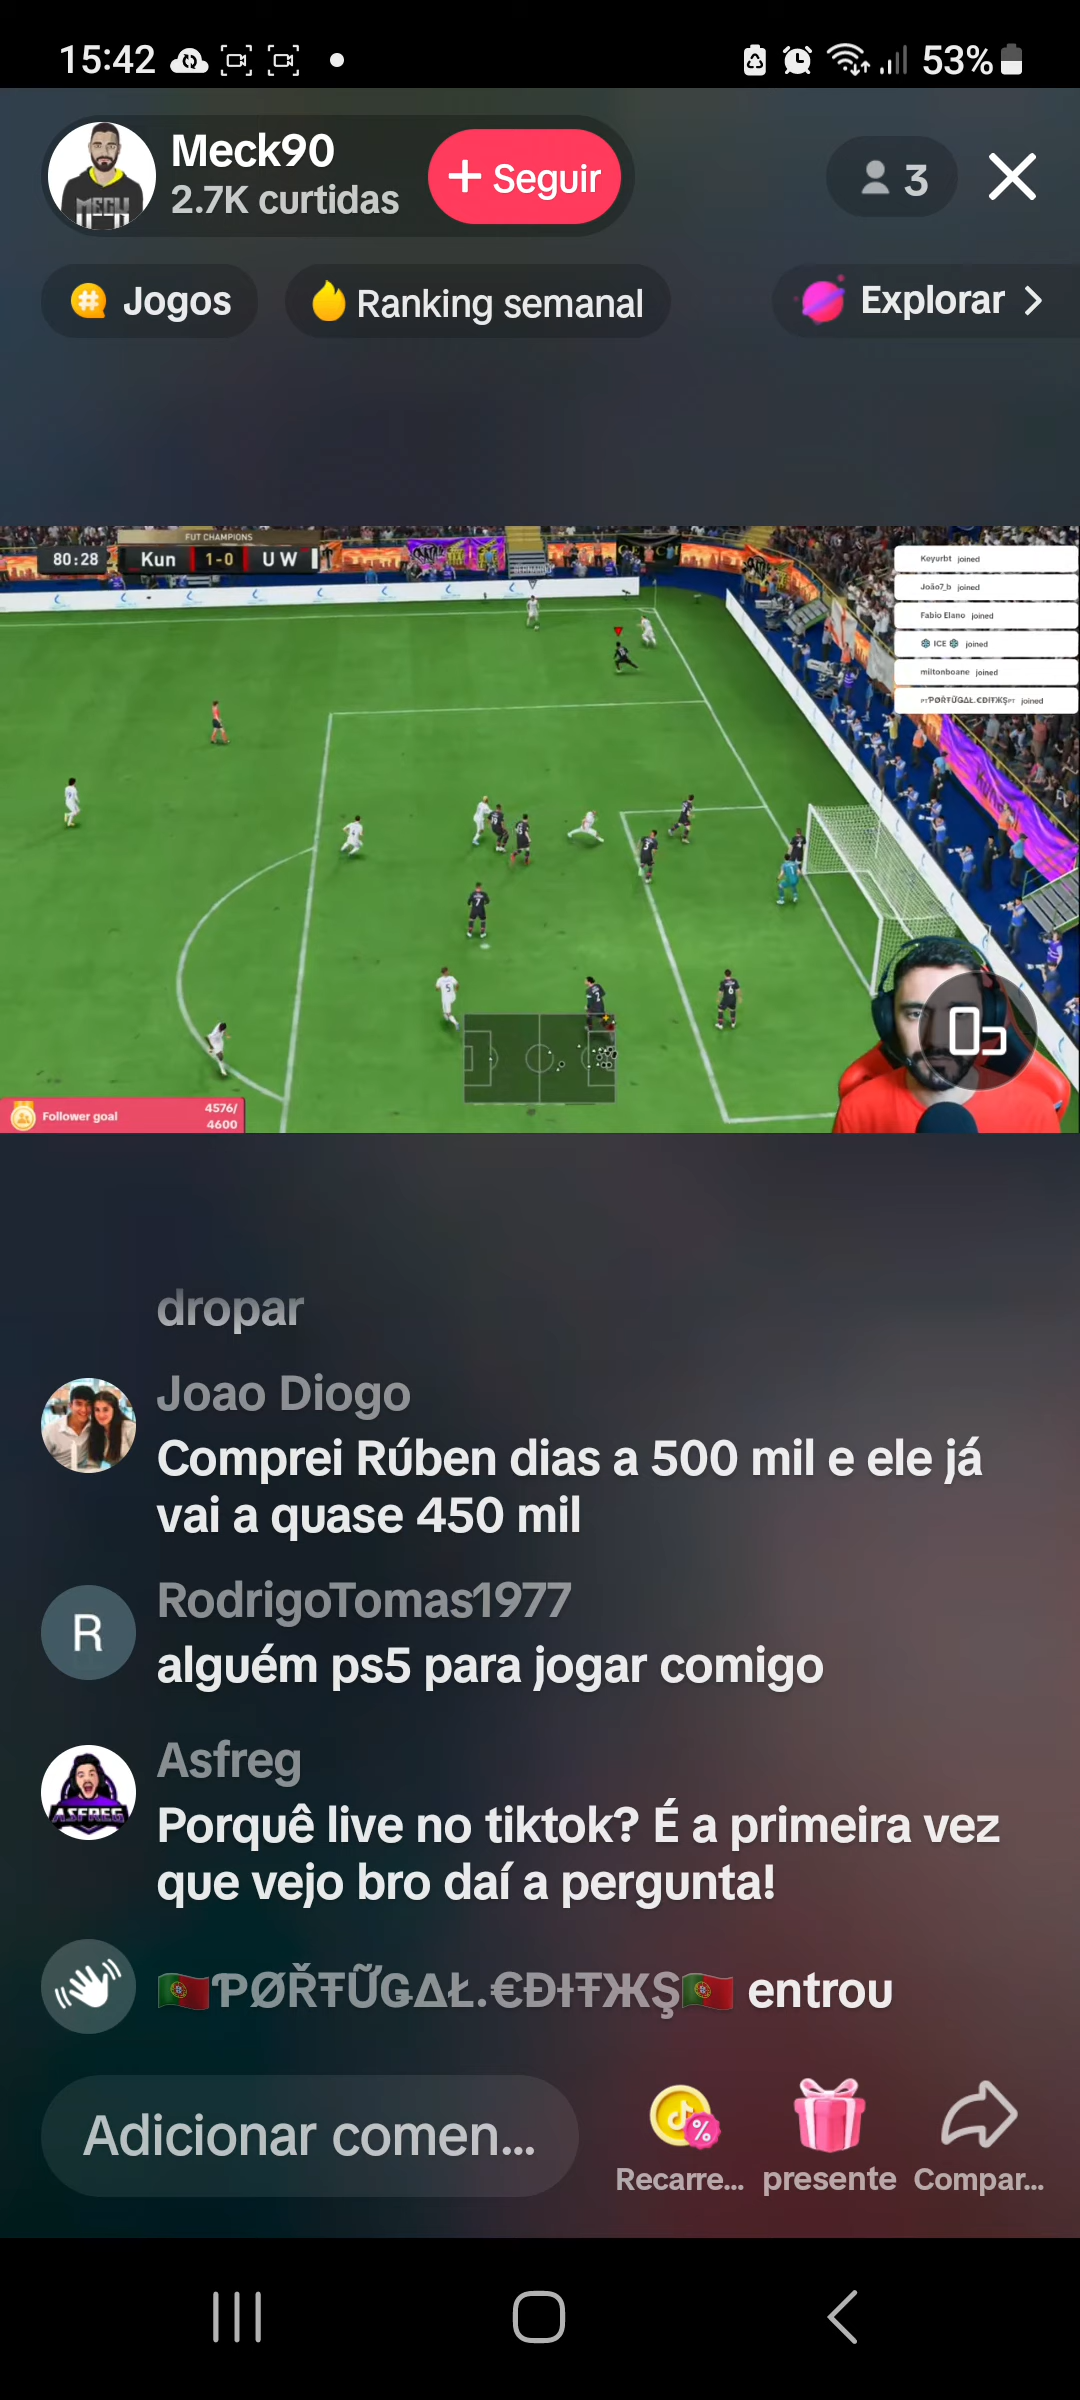 15:42
53%
Meck90
2.7K curtidas
+ Seguir
3
Jogos
Ranking semanal
Explorar
FUT CHAMPIONS
80:28 Kun 1-0 U W
Keyurbt joined
João7_b joined
Fabio Elano joined
ICE joined
miltonboane joined
joined
Follower goal
4576/
4600
dropar
Joao Diogo
Comprei Rúben dias a 500 mil e ele já
vai a quase 450 mil
R
RodrigoTomas1977
alguém ps5 para jogar comigo
ASFREG
Asfreg
Porquê live no tiktok? É a primeira vez
que vejo bro daí a pergunta!
🇵🇹ƤØŘŦŨǤΔŁ.€ĐƗŦЖŞ🇵🇹 entrou
Adicionar comen...
Recarre...
presente
Compar...